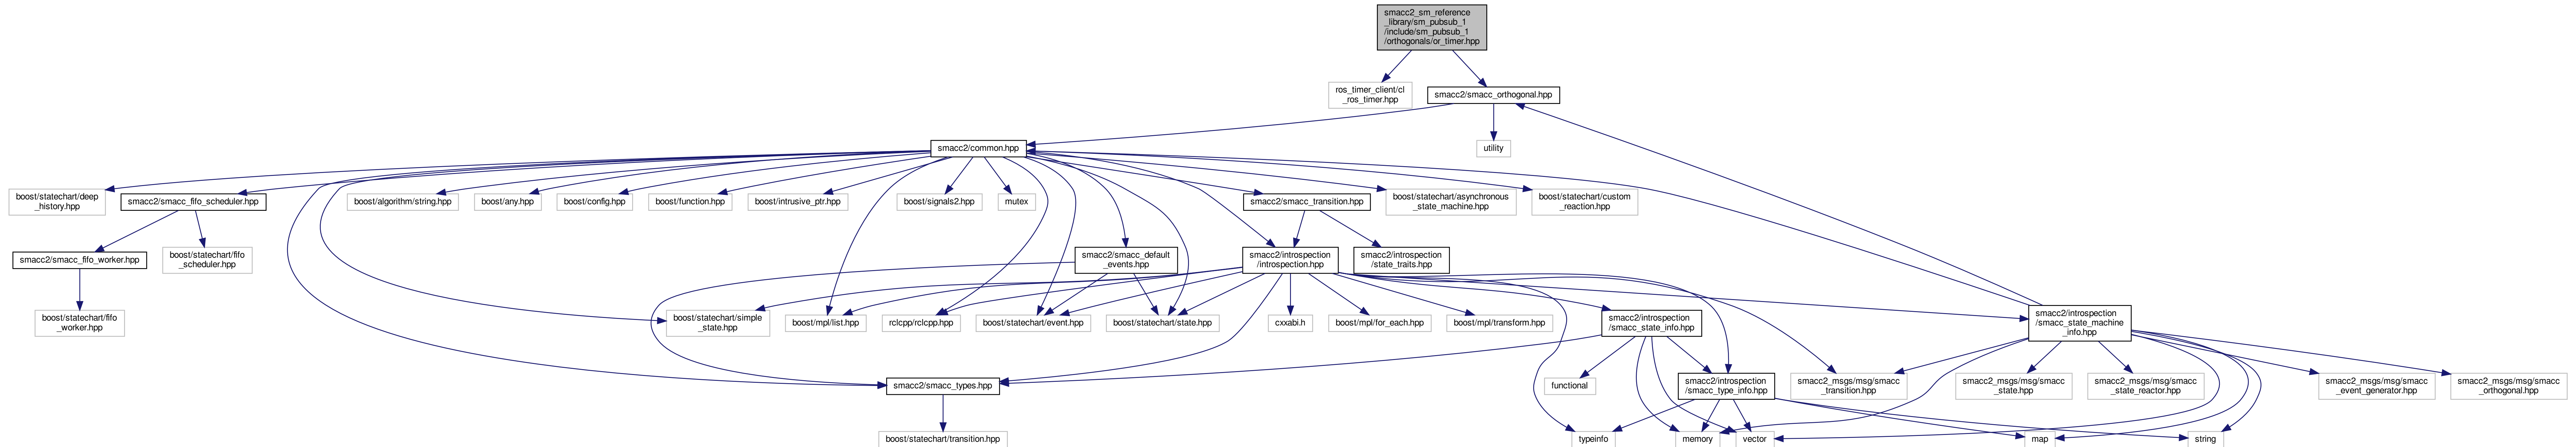 smacc2_sm_reference
_library/sm_pubsub_1
/include/sm_pubsub_1
/orthogonals/or_timer.hpp
ros_timer_client/cl
_ros_timer.hpp
smacc2/smacc_orthogonal.hpp
smacc2/common.hpp
utility
boost/statechart/deep
_history.hpp
smacc2/smacc_fifo_scheduler.hpp
boost/algorithm/string.hpp
boost/any.hpp
boost/config.hpp
boost/function.hpp
boost/intrusive_ptr.hpp
boost/signals2.hpp
mutex
smacc2/smacc_transition.hpp
boost/statechart/asynchronous
_state_machine.hpp
boost/statechart/custom
_reaction.hpp
smacc2/smacc_fifo_worker.hpp
boost/statechart/fifo
_scheduler.hpp
smacc2/smacc_default
_events.hpp
smacc2/introspection
/introspection.hpp
smacc2/introspection
/state_traits.hpp
boost/statechart/fifo
_worker.hpp
boost/statechart/simple
_state.hpp
boost/mpl/list.hpp
rclcpp/rclcpp.hpp
boost/statechart/event.hpp
boost/statechart/state.hpp
cxxabi.h
boost/mpl/for_each.hpp
boost/mpl/transform.hpp
smacc2/introspection
/smacc_state_info.hpp
smacc2/introspection
/smacc_state_machine
_info.hpp
smacc2/smacc_types.hpp
functional
smacc2/introspection
/smacc_type_info.hpp
smacc2_msgs/msg/smacc
_transition.hpp
smacc2_msgs/msg/smacc
_state.hpp
smacc2_msgs/msg/smacc
_state_reactor.hpp
smacc2_msgs/msg/smacc
_event_generator.hpp
smacc2_msgs/msg/smacc
_orthogonal.hpp
boost/statechart/transition.hpp
typeinfo
memory
vector
map
string